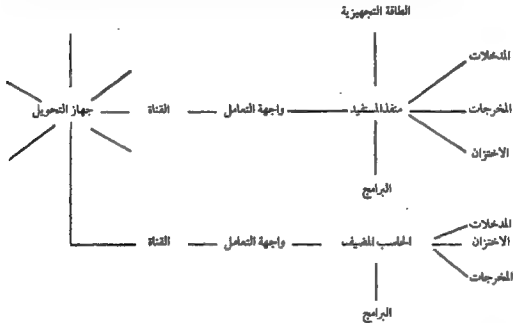 الطاقة التجهيزية
المدخلات
جهاز التحويل القناة واجهة التعامل منفذ المستفيد المخرجات
الاختزان
البرامج
المدخلات
القناة واجهة التعامل الحاسب المضيف الاختزان
المخرجات
البرامج